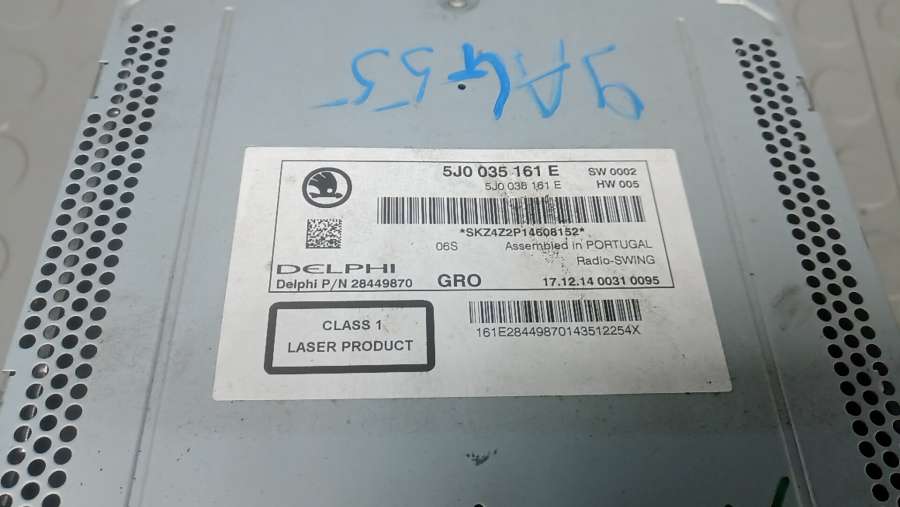 5J0 035 161 E SW 0002
5J0 035 161 E HW 005
*SKZ4Z2P14608152*
06S Assembled in PORTUGAL
Radio-SWING
DELPHI
Delphi P/N 28449870 GRO 17.12.14 0031 0095
CLASS 1
LASER PRODUCT
161E28449870143512254X